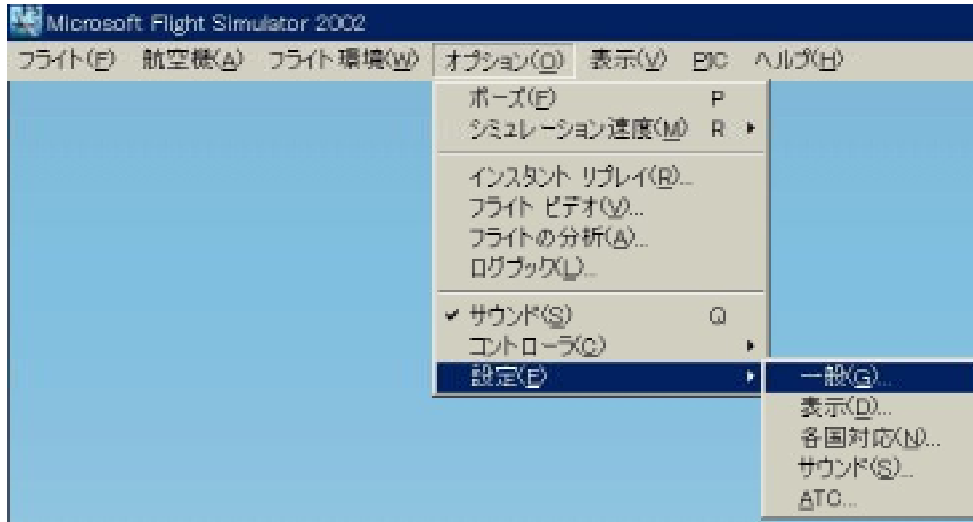 Microsoft Flight Simulator 2002
フライト(F) 航空機(A) フライト環境(W) オプション(O) 表示(V) PIC ヘルプ(H)
ポーズ(P) P
シミュレーション速度(M) R
インスタント リプレイ(R)...
フライト ビデオ(V)...
フライトの分析(A)...
ログブック(L)...
サウンド(S) Q
コントローラ(C)
設定(E)
一般(G)...
表示(D)...
各国対応(N)...
サウンド(S)...
ATC...